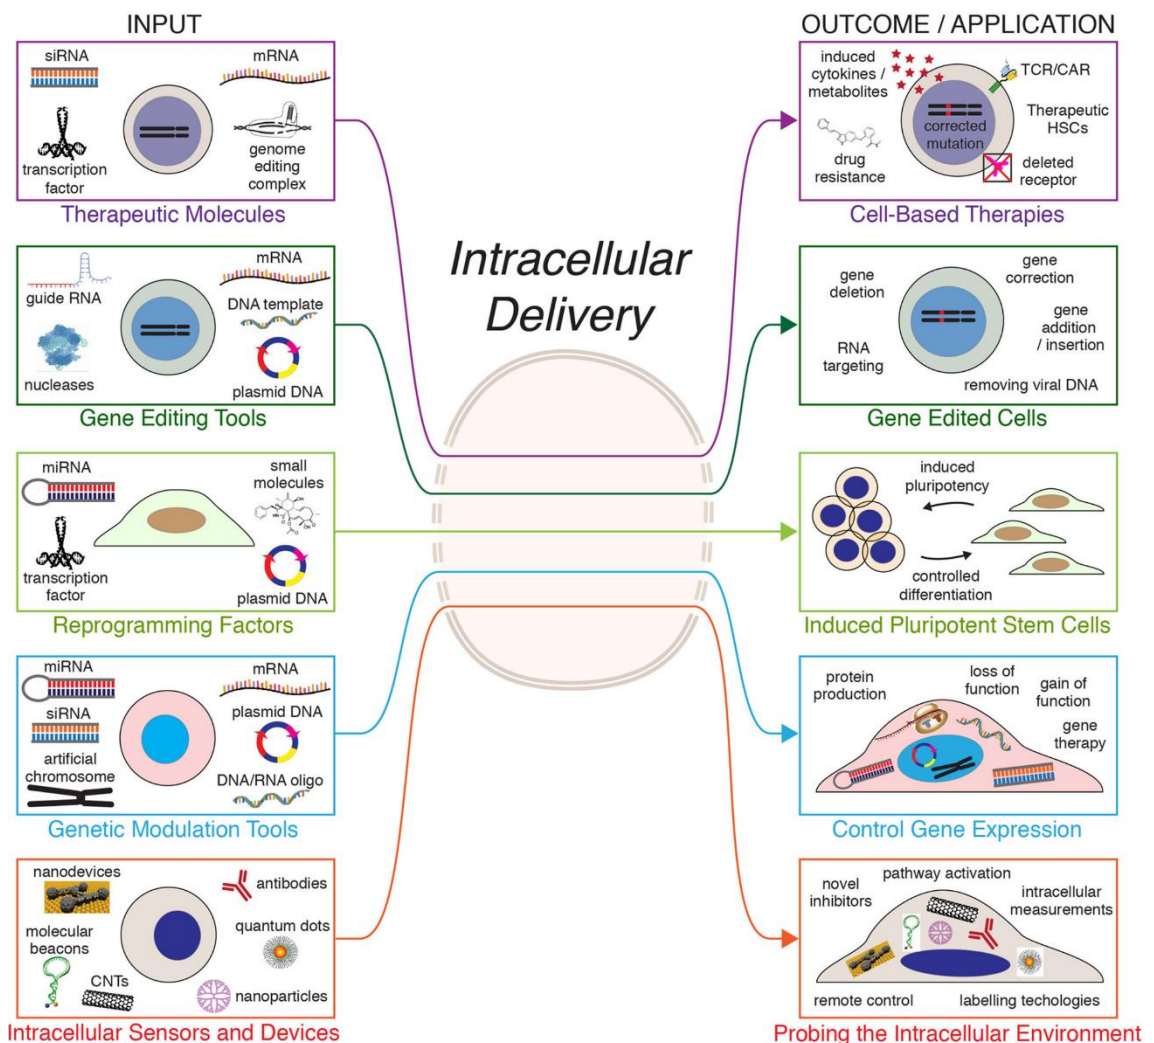 INPUT
siRNA
mRNA
transcription
factor
genome
editing
complex
Therapeutic Molecules
guide RNA
mRNA
DNA template
nucleases
plasmid DNA
Gene Editing Tools
miRNA
small
molecules
transcription
factor
plasmid DNA
Reprogramming Factors
miRNA
mRNA
siRNA
plasmid DNA
artificial
chromosome
DNA/RNA oligo
Genetic Modulation Tools
nanodevices
antibodies
molecular
beacons
quantum dots
CNTs
nanoparticles
Intracellular Sensors and Devices
Intracellular
Delivery
OUTCOME / APPLICATION
induced
cytokines /
metabolites
TCR/CAR
corrected
mutation
Therapeutic
HSCs
drug
resistance
deleted
receptor
Cell-Based Therapies
gene
deletion
gene
correction
gene
addition
/ insertion
RNA
targeting
removing viral DNA
Gene Edited Cells
induced
pluripotency
controlled
differentiation
Induced Pluripotent Stem Cells
protein
production
loss of
function
gain of
function
gene
therapy
Control Gene Expression
novel
inhibitors
pathway activation
intracellular
measurements
remote control
labelling techologies
Probing the Intracellular Environment